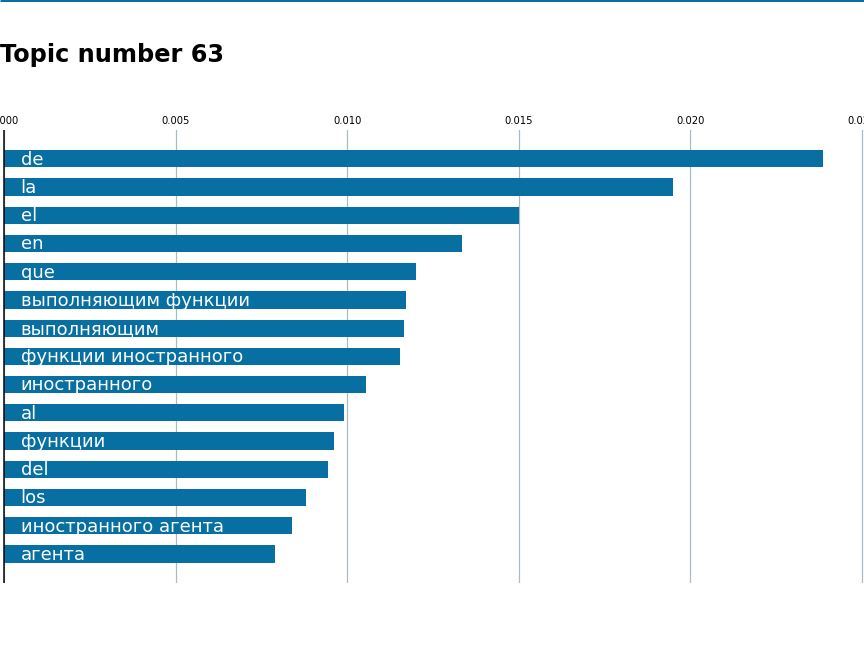 Topic number 63
0.005 0.010 0.015 0.020
de
la
el
en
que
выполняющим функции
выполняющим
функции иностранного
иностранного
al
функции
del
los
иностранного агента
агента